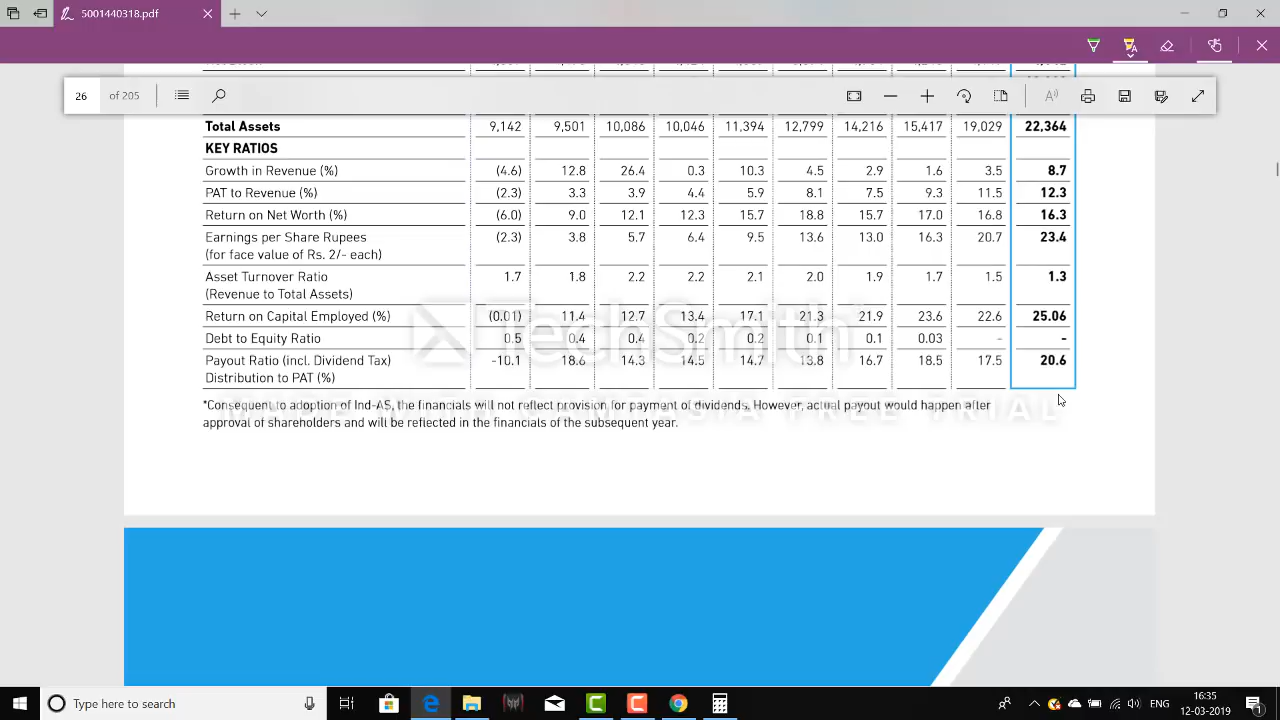 5001440318.pdf
26 of 205
Total Assets 9,142 9,501 10,086 10,046 11,394 12,799 14,216 15,417 19,029 22,364
KEY RATIOS
Growth in Revenue (%) (4.6) 12.8 26.4 0.3 10.3 4.5 2.9 1.6 3.5 8.7
PAT to Revenue (%) (2.3) 3.3 3.9 4.4 5.9 8.1 7.5 9.3 11.5 12.3
Return on Net Worth (%) (6.0) 9.0 12.1 12.3 15.7 18.8 15.7 17.0 16.8 16.3
Earnings per Share Rupees (2.3) 3.8 5.7 6.4 9.5 13.6 13.0 16.3 20.7 23.4
(for face value of Rs. 2/- each)
Asset Turnover Ratio 1.7 1.8 2.2 2.2 2.1 2.0 1.9 1.7 1.5 1.3
(Revenue to Total Assets)
Return on Capital Employed (%) (0.01) 11.4 12.7 13.4 17.1 21.3 21.9 23.6 22.6 25.06
Debt to Equity Ratio 0.5 0.4 0.4 0.2 0.2 0.1 0.1 0.03 - -
Payout Ratio (incl. Dividend Tax) -10.1 18.6 14.3 14.5 14.7 13.8 16.7 18.5 17.5 20.6
Distribution to PAT (%)
TechSmith
MADE WITH CAMTASIA FREE TRIAL
*Consequent to adoption of Ind-AS, the financials will not reflect provision for payment of dividends. However, actual payout would happen after
approval of shareholders and will be reflected in the financials of the subsequent year.
Type here to search
ENG
16:35
12-03-2019